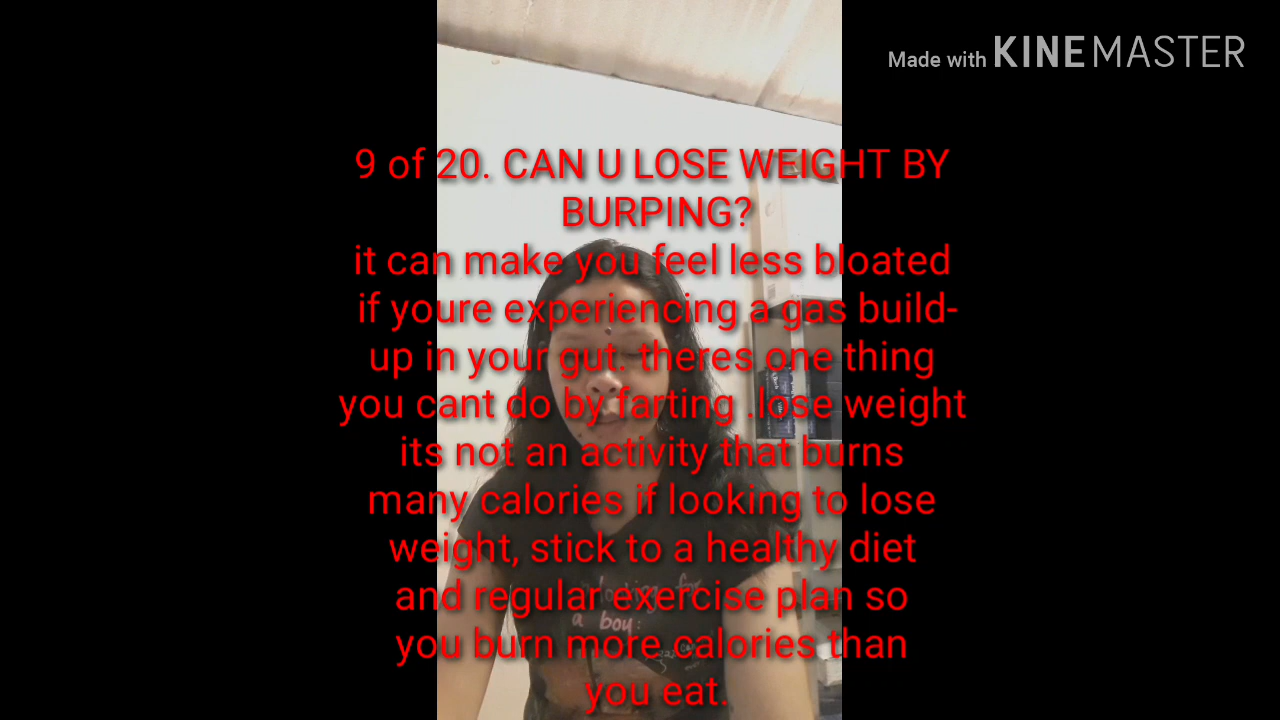 Made with KINEMASTER
9 of 20. CAN U LOSE WEIGHT BY
BURPING?
it can make you feel less bloated
if youre experiencing a gas build-
up in your gut. theres one thing
you cant do by farting .lose weight
its not an activity that burns
many calories if looking to lose
weight, stick to a healthy diet
and regular exercise plan so
you burn more calories than
you eat.
looking for
a boy: